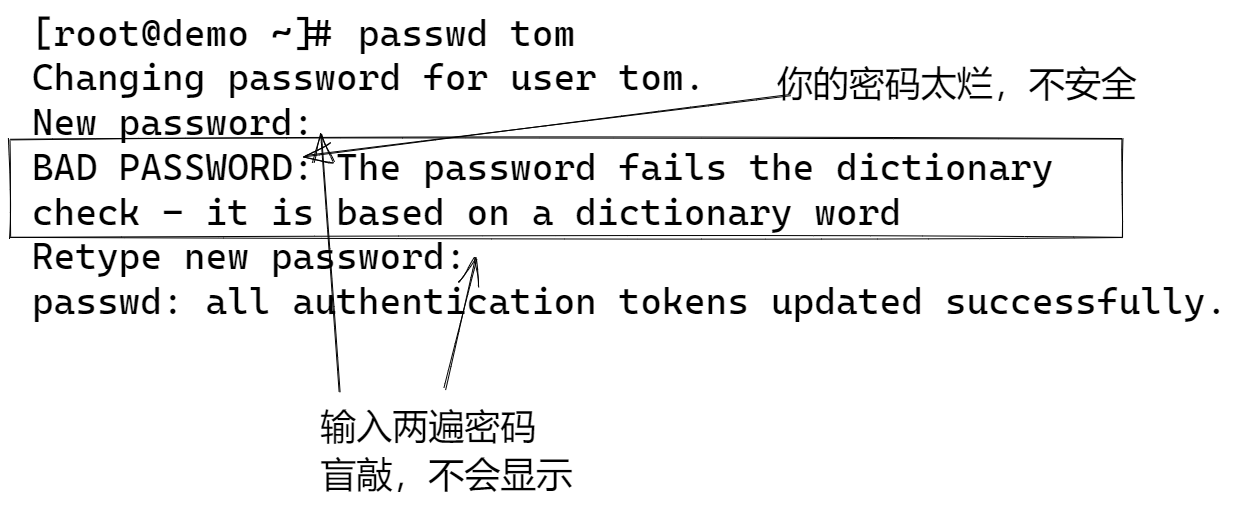 [root@demo ~]# passwd tom
Changing password for user tom.
你的密码太烂，不安全
New password:
BAD PASSWORD: The password fails the dictionary
check - it is based on a dictionary word
Retype new password:
passwd: all authentication tokens updated successfully.
输入两遍密码
盲敲，不会显示